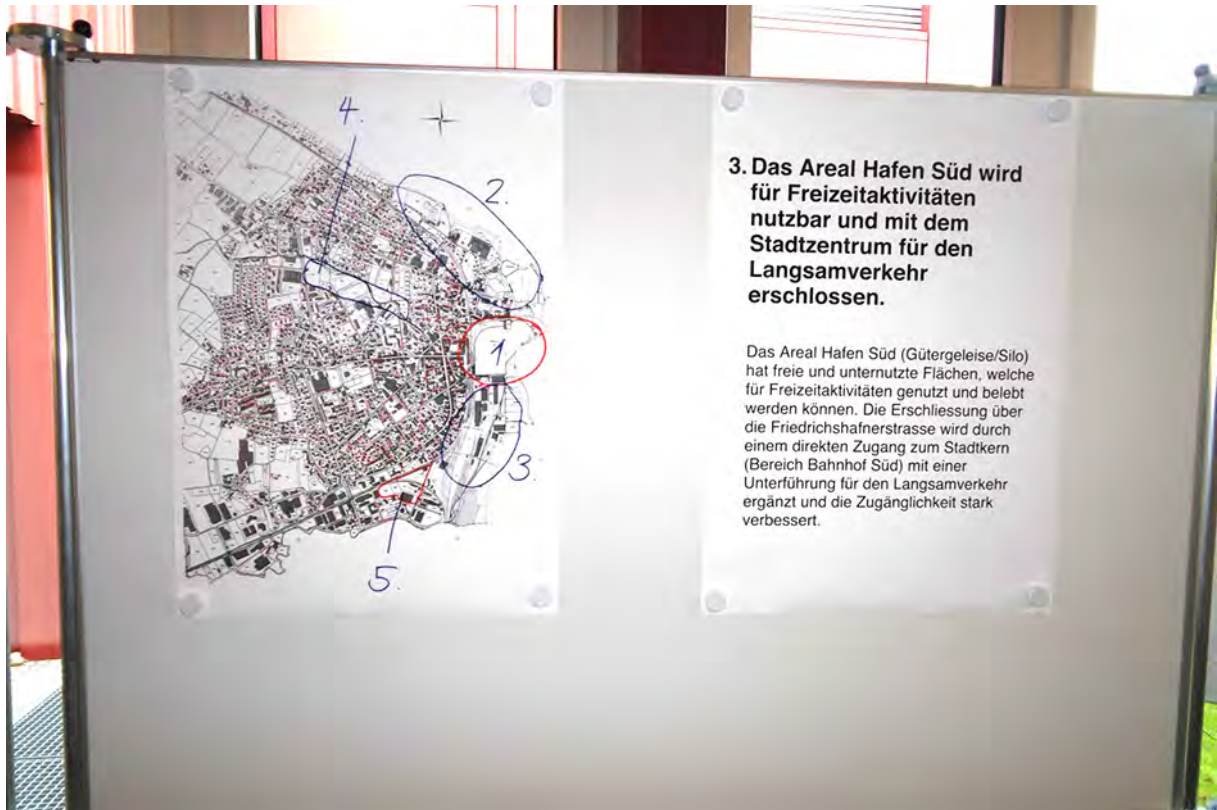 4.
2.
1
3.
5.
3. Das Areal Hafen Süd wird
für Freizeitaktivitäten
nutzbar und mit dem
Stadtzentrum für den
Langsamverkehr
erschlossen.
Das Areal Hafen Süd (Gütergeleise/Silo)
hat freie und unternutzte Flächen, welche
für Freizeitaktivitäten genutzt und belebt
werden können. Die Erschliessung über
die Friedrichshafnerstrasse wird durch
einem direkten Zugang zum Stadtkern
(Bereich Bahnhof Süd) mit einer
Unterführung für den Langsamverkehr
ergänzt und die Zugänglichkeit stark
verbessert.